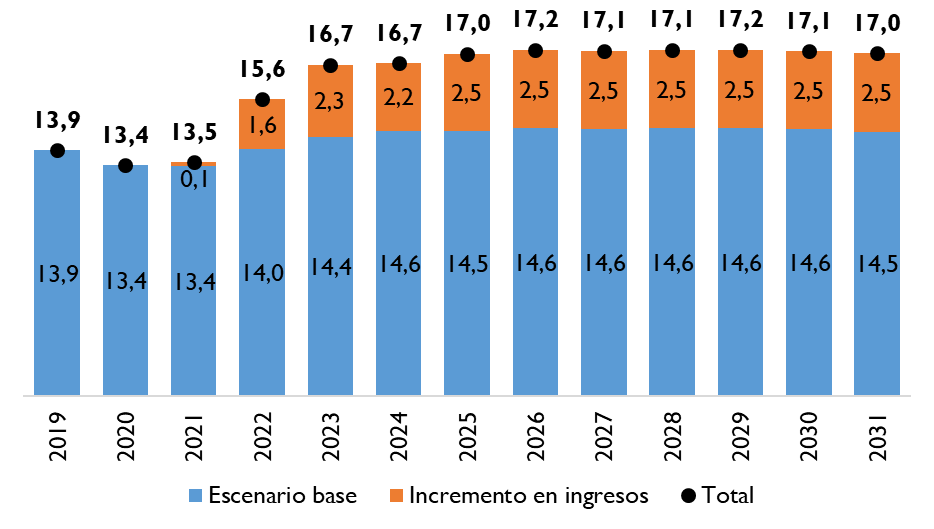 13,9 13,4 13,5 15,6 16,7 16,7 17,0 17,2 17,1 17,1 17,2 17,1 17,0
0,1 1,6 2,3 2,2 2,5 2,5 2,5 2,5 2,5 2,5 2,5
13,9 13,4 13,4 14,0 14,4 14,6 14,5 14,6 14,6 14,6 14,6 14,6 14,5
2019 2020 2021 2022 2023 2024 2025 2026 2027 2028 2029 2030 2031
Escenario base Incremento en ingresos Total